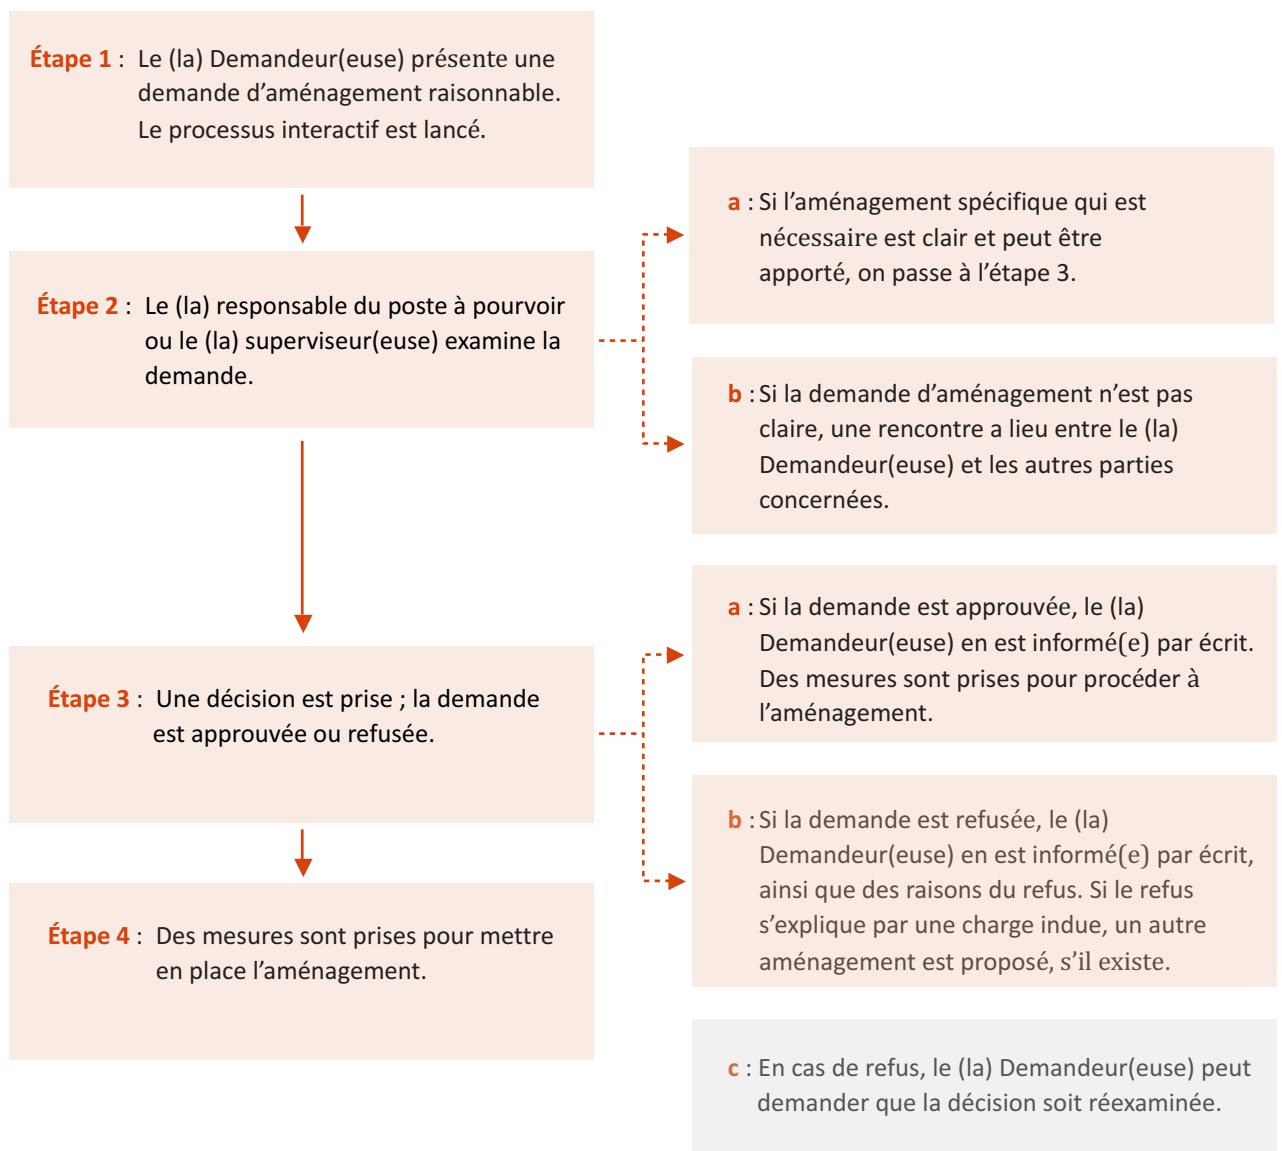 Étape 1 : Le (la) Demandeur(euse) présente une
demande d’aménagement raisonnable.
Le processus interactif est lancé.
Étape 2 : Le (la) responsable du poste à pourvoir
ou le (la) superviseur(euse) examine la
demande.
a : Si l’aménagement spécifique qui est
nécessaire est clair et peut être
apporté, on passe à l’étape 3.
b : Si la demande d’aménagement n’est pas
claire, une rencontre a lieu entre le (la)
Demandeur(euse) et les autres parties
concernées.
Étape 3 : Une décision est prise ; la demande
est approuvée ou refusée.
a : Si la demande est approuvée, le (la)
Demandeur(euse) en est informé(e) par écrit.
Des mesures sont prises pour procéder à
l’aménagement.
b : Si la demande est refusée, le (la)
Demandeur(euse) en est informé(e) par écrit,
ainsi que des raisons du refus. Si le refus
s’explique par une charge indue, un autre
aménagement est proposé, s’il existe.
c : En cas de refus, le (la) Demandeur(euse) peut
demander que la décision soit réexaminée.
Étape 4 : Des mesures sont prises pour mettre
en place l’aménagement.